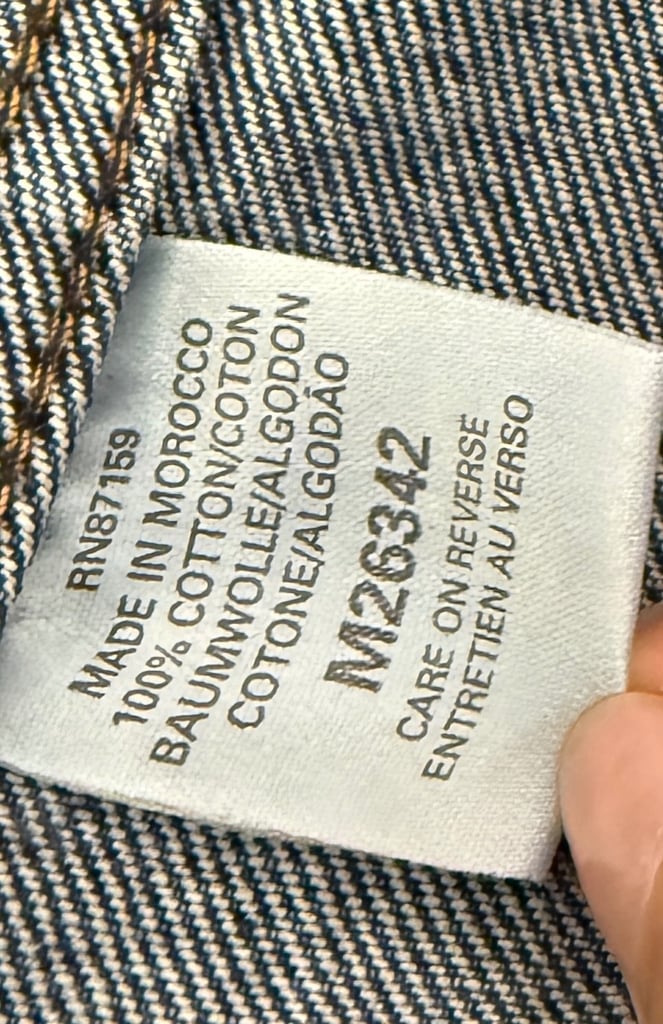 RN87159
MADE IN MOROCCO
100% COTTON/COTON
BAUMWOLLE/ALGODON
COTONE/ALGODÃO
M26342
CARE ON REVERSE
ENTRETIEN AU VERSO